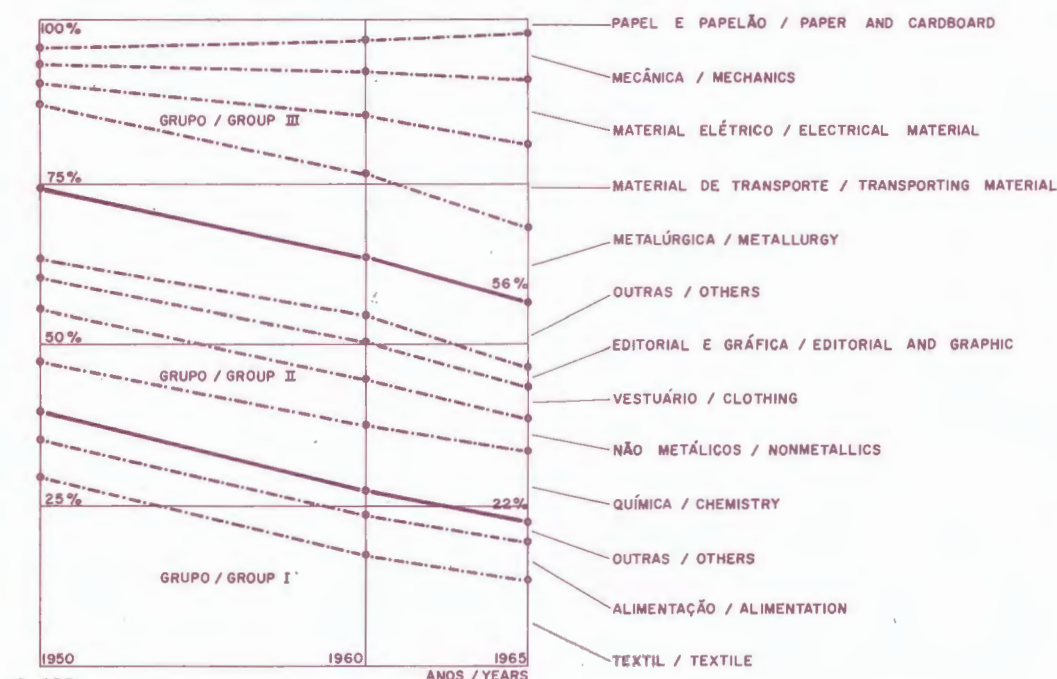 100%
PAPEL E PAPELÃO / PAPER AND CARDBOARD
MECÂNICA / MECHANICS
GRUPO / GROUP III
MATERIAL ELÉTRICO / ELECTRICAL MATERIAL
75%
MATERIAL DE TRANSPORTE / TRANSPORTING MATERIAL
METALÚRGICA / METALLURGY
56%
OUTRAS / OTHERS
50%
EDITORIAL E GRÁFICA / EDITORIAL AND GRAPHIC
GRUPO / GROUP II
VESTUÁRIO / CLOTHING
NÃO METÁLICOS / NONMETALLICS
25%
22%
QUÍMICA / CHEMISTRY
OUTRAS / OTHERS
GRUPO / GROUP I
ALIMENTAÇÃO / ALIMENTATION
1950
1960
1965
TEXTIL / TEXTILE
ANOS / YEARS